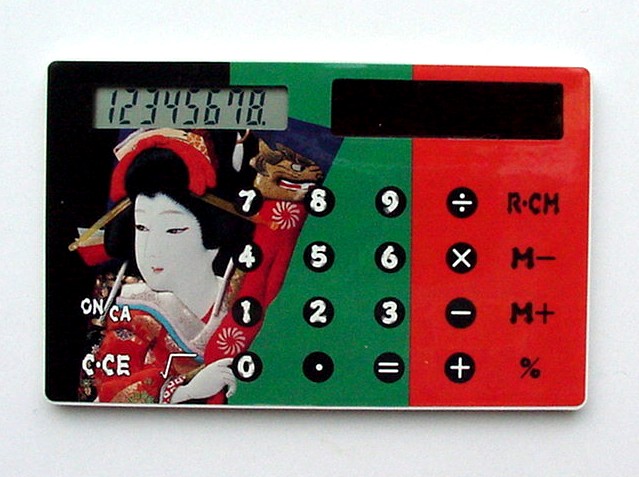 12345678.
7 8 9 ÷ R·CM
4 5 6 × M−
ON/CA 1 2 3 − M+
C·CE √ 0 · = + %